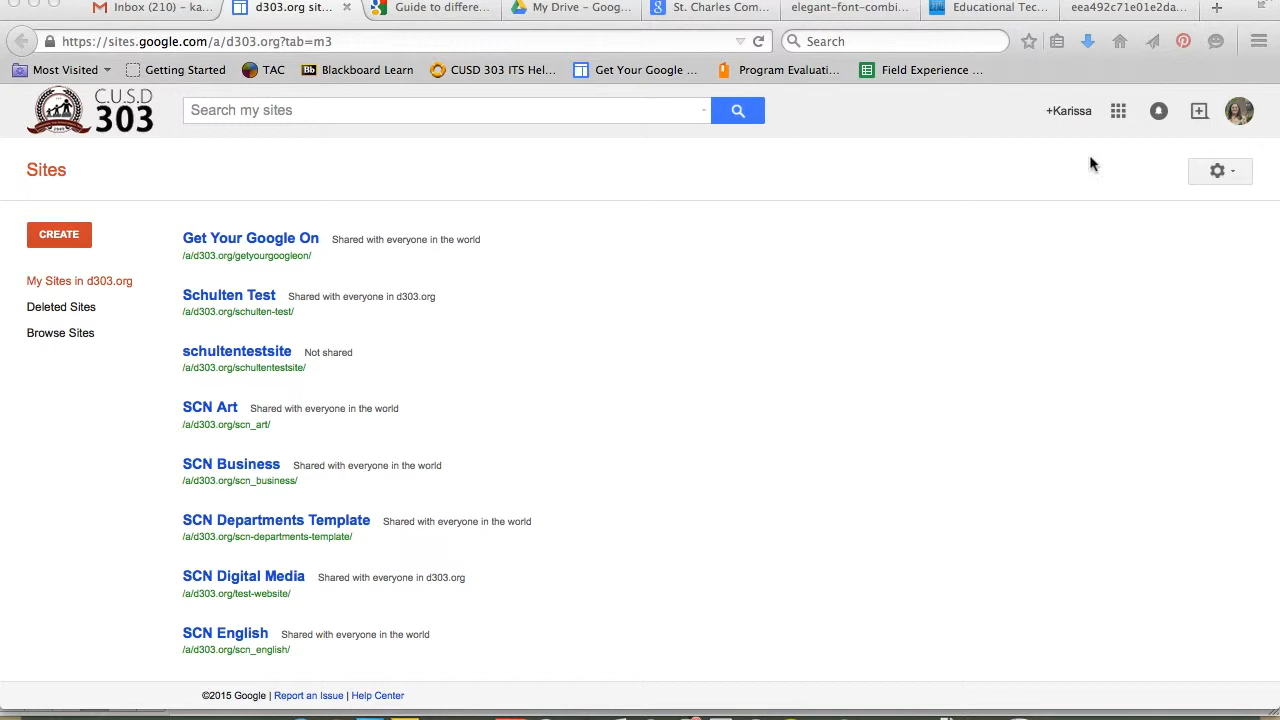 Inbox (210) – ka...
d303.org sit...
Guide to differe...
My Drive – Goog...
St. Charles Com...
elegant-font-combi...
Educational Tec...
eea492c71e01e2da...
https://sites.google.com/a/d303.org?tab=m3
Search
Most Visited
Getting Started
TAC
Bb Blackboard Learn
CUSD 303 ITS Hel...
Get Your Google ...
Program Evaluati...
Field Experience ...
C.U.S.D
303
Search my sites
+Karissa
Sites
CREATE
My Sites in d303.org
Deleted Sites
Browse Sites
Get Your Google On Shared with everyone in the world
/a/d303.org/getyourgoogleon/
Schulten Test Shared with everyone in d303.org
/a/d303.org/schulten-test/
schultentestsite Not shared
/a/d303.org/schultentestsite/
SCN Art Shared with everyone in the world
/a/d303.org/scn_art/
SCN Business Shared with everyone in the world
/a/d303.org/scn_business/
SCN Departments Template Shared with everyone in the world
/a/d303.org/scn-departments-template/
SCN Digital Media Shared with everyone in d303.org
/a/d303.org/test-website/
SCN English Shared with everyone in the world
/a/d303.org/scn_english/
©2015 Google | Report an Issue | Help Center